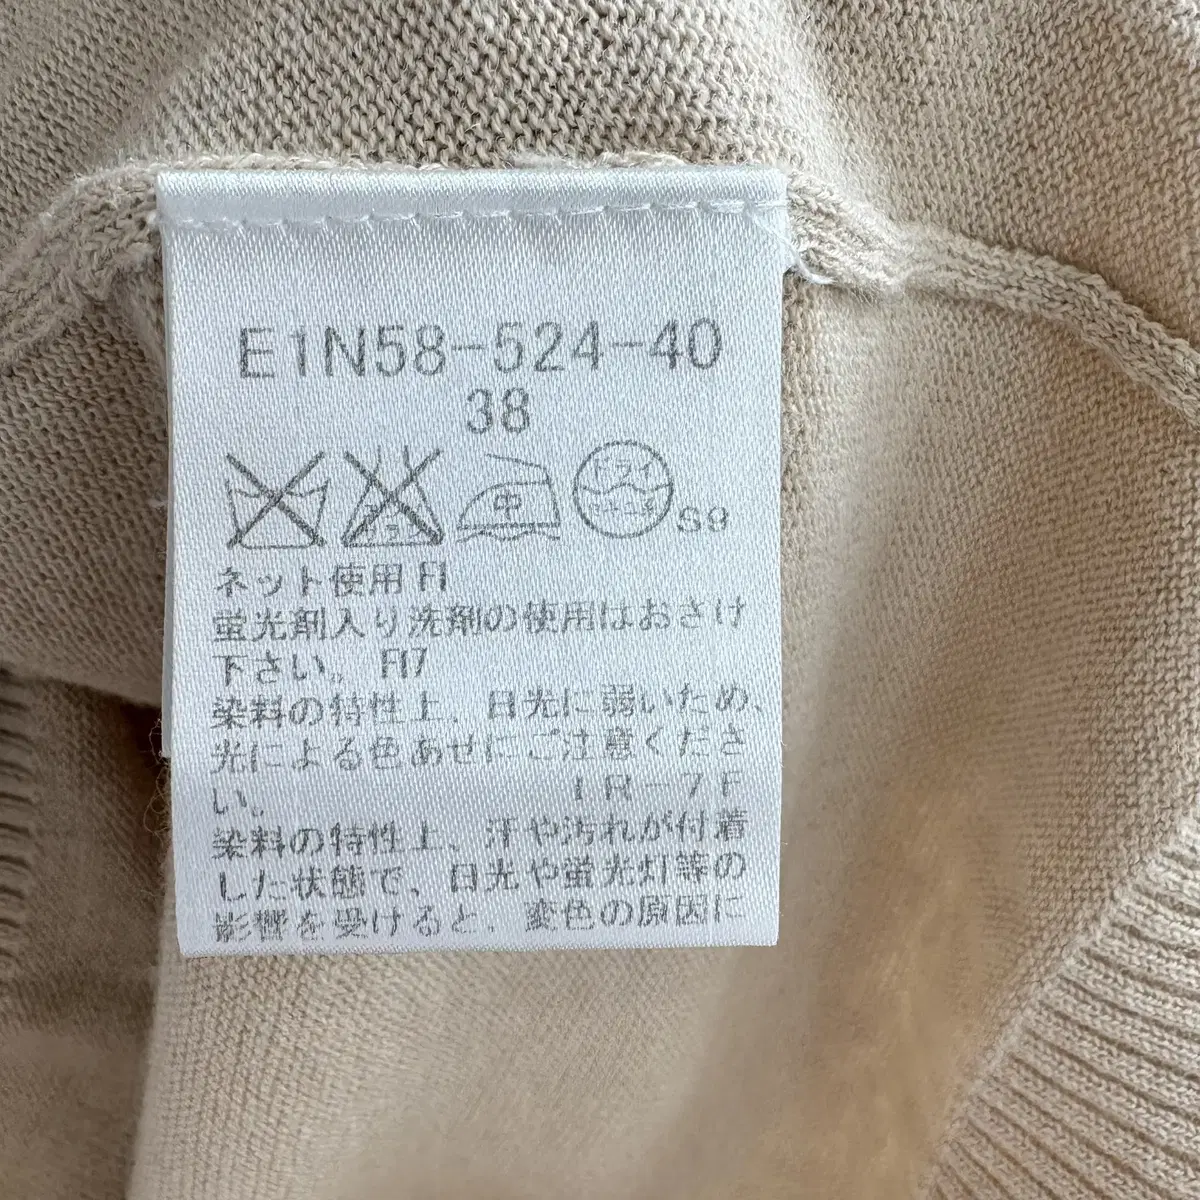 E1N58-524-40
38
中 ドライ S9
ネット使用 FI
蛍光剤入り洗剤の使用はおさけ
下さい。 FI7
染料の特性上、日光に弱いため、
光による色あせにご注意くださ
い。 IR-7F
染料の特性上、汗や汚れが付着
した状態で、日光や蛍光灯等の
影響を受けると、変色の原因に